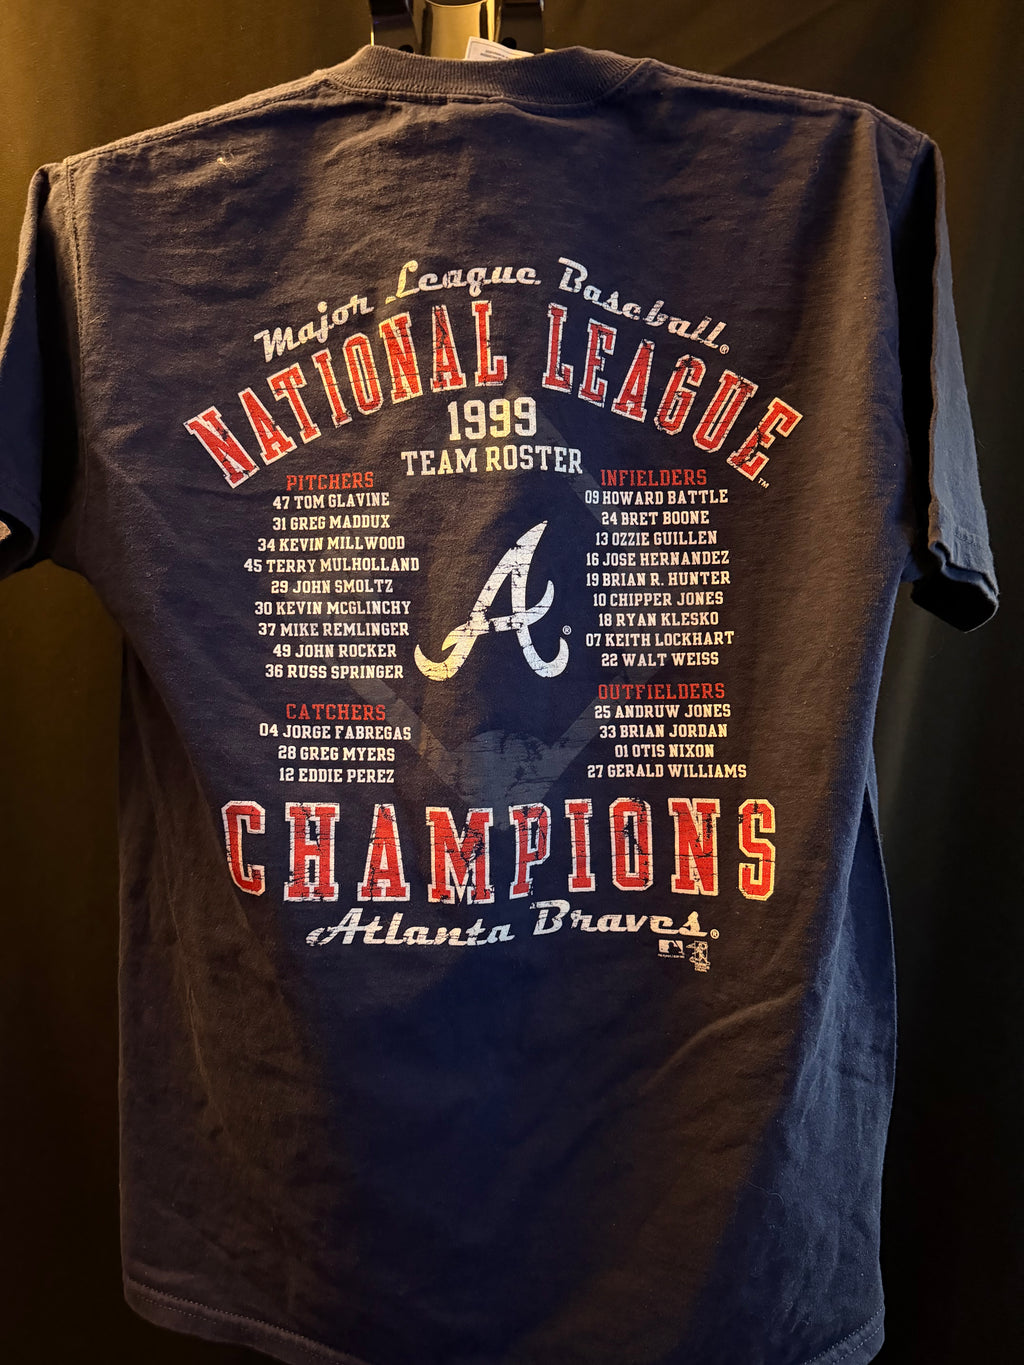 Major League Baseball®
NATIONAL LEAGUE™
1999
TEAM ROSTER
PITCHERS
47 TOM GLAVINE
31 GREG MADDUX
34 KEVIN MILLWOOD
45 TERRY MULHOLLAND
29 JOHN SMOLTZ
30 KEVIN MCGLINCHY
37 MIKE REMLINGER
49 JOHN ROCKER
36 RUSS SPRINGER
CATCHERS
04 JORGE FABREGAS
28 GREG MYERS
12 EDDIE PEREZ
A®
INFIELDERS
09 HOWARD BATTLE
24 BRET BOONE
13 OZZIE GUILLEN
16 JOSE HERNANDEZ
19 BRIAN R. HUNTER
10 CHIPPER JONES
18 RYAN KLESKO
07 KEITH LOCKHART
22 WALT WEISS
OUTFIELDERS
25 ANDRUW JONES
33 BRIAN JORDAN
01 OTIS NIXON
27 GERALD WILLIAMS
CHAMPIONS
Atlanta Braves®